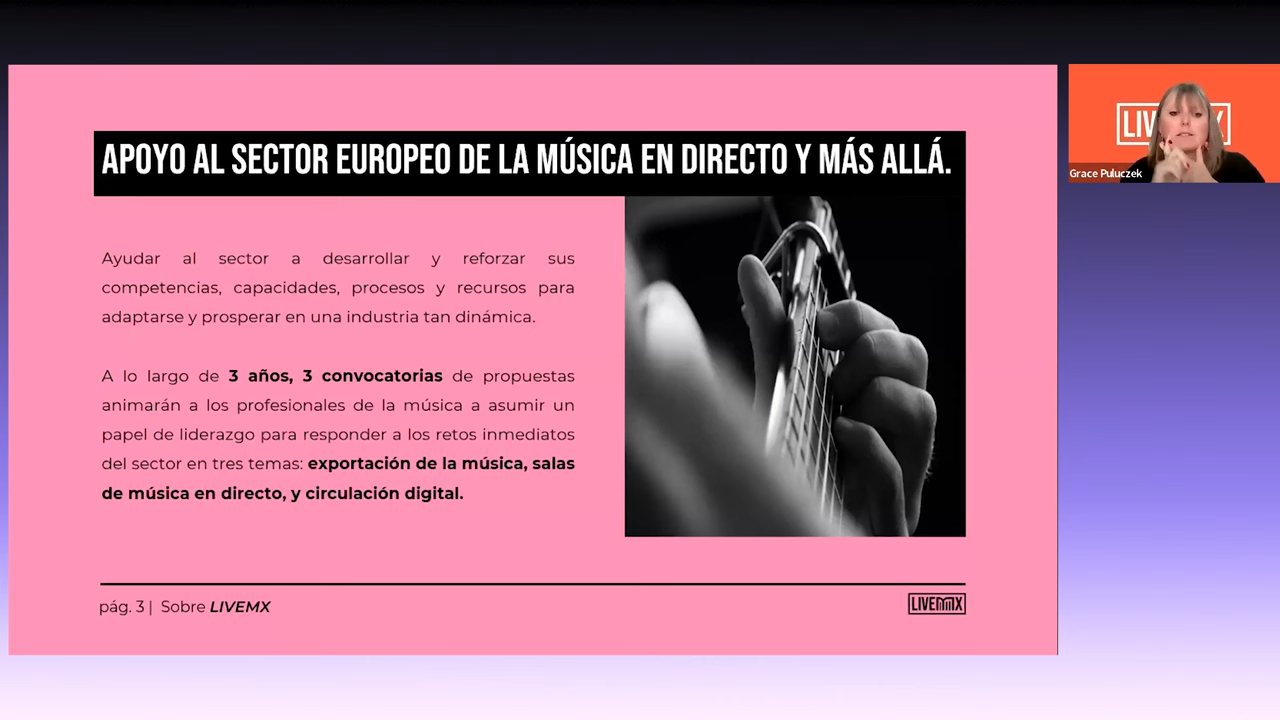 APOYO AL SECTOR EUROPEO DE LA MÚSICA EN DIRECTO Y MÁS ALLÁ.
Ayudar al sector a desarrollar y reforzar sus
competencias, capacidades, procesos y recursos para
adaptarse y prosperar en una industria tan dinámica.
A lo largo de 3 años, 3 convocatorias de propuestas
animarán a los profesionales de la música a asumir un
papel de liderazgo para responder a los retos inmediatos
del sector en tres temas: exportación de la música, salas
de música en directo, y circulación digital.
pág. 3 | Sobre LIVEMX
LIVEMX
Grace Puluczek